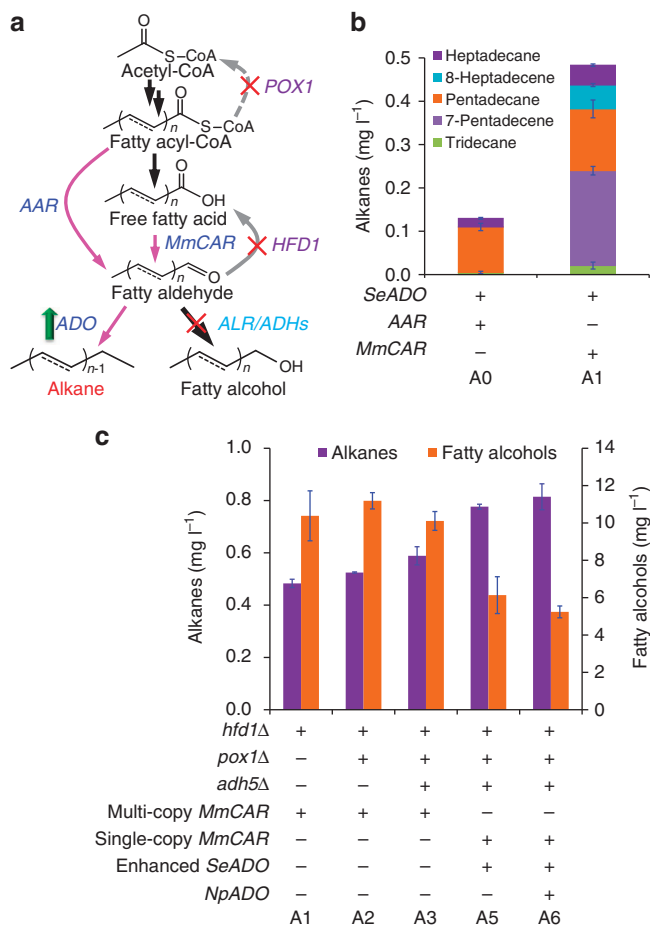 a
O
S–CoA
Acetyl-CoA
POX1
O
n
S–CoA
Fatty acyl-CoA
O
n
OH
AAR
Free fatty acid
MmCAR
HFD1
n
O
Fatty aldehyde
ADO
ALR/ADHs
n-1
n
OH
Alkane
Fatty alcohol
b
Alkanes (mg l⁻¹)
0.5
0.4
0.3
0.2
0.1
0.0
Heptadecane
8-Heptadecene
Pentadecane
7-Pentadecene
Tridecane
SeADO + +
AAR + –
MmCAR – +
A0 A1
c
Alkanes
Fatty alcohols
Alkanes (mg l⁻¹)
1.0
0.8
0.6
0.4
0.2
0.0
14
12
10
8
6
4
2
0
Fatty alcohols (mg l⁻¹)
hfd1Δ + + + + +
pox1Δ – + + + +
adh5Δ – – + + +
Multi-copy MmCAR + + + – –
Single-copy MmCAR – – – + +
Enhanced SeADO – – – + +
NpADO – – – – +
A1 A2 A3 A5 A6